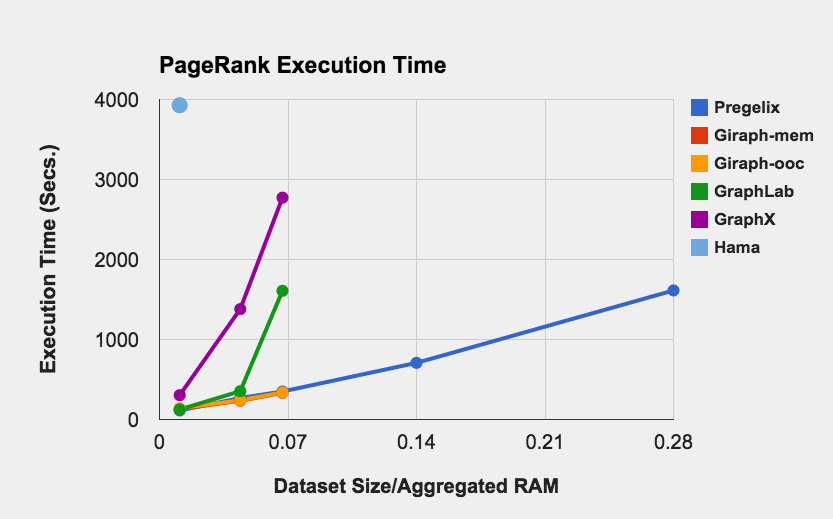 PageRank Execution Time
Execution Time (Secs.)
4000
3000
2000
1000
0
0
0.07
0.14
0.21
0.28
Dataset Size/Aggregated RAM
Pregelix
Giraph-mem
Giraph-ooc
GraphLab
GraphX
Hama